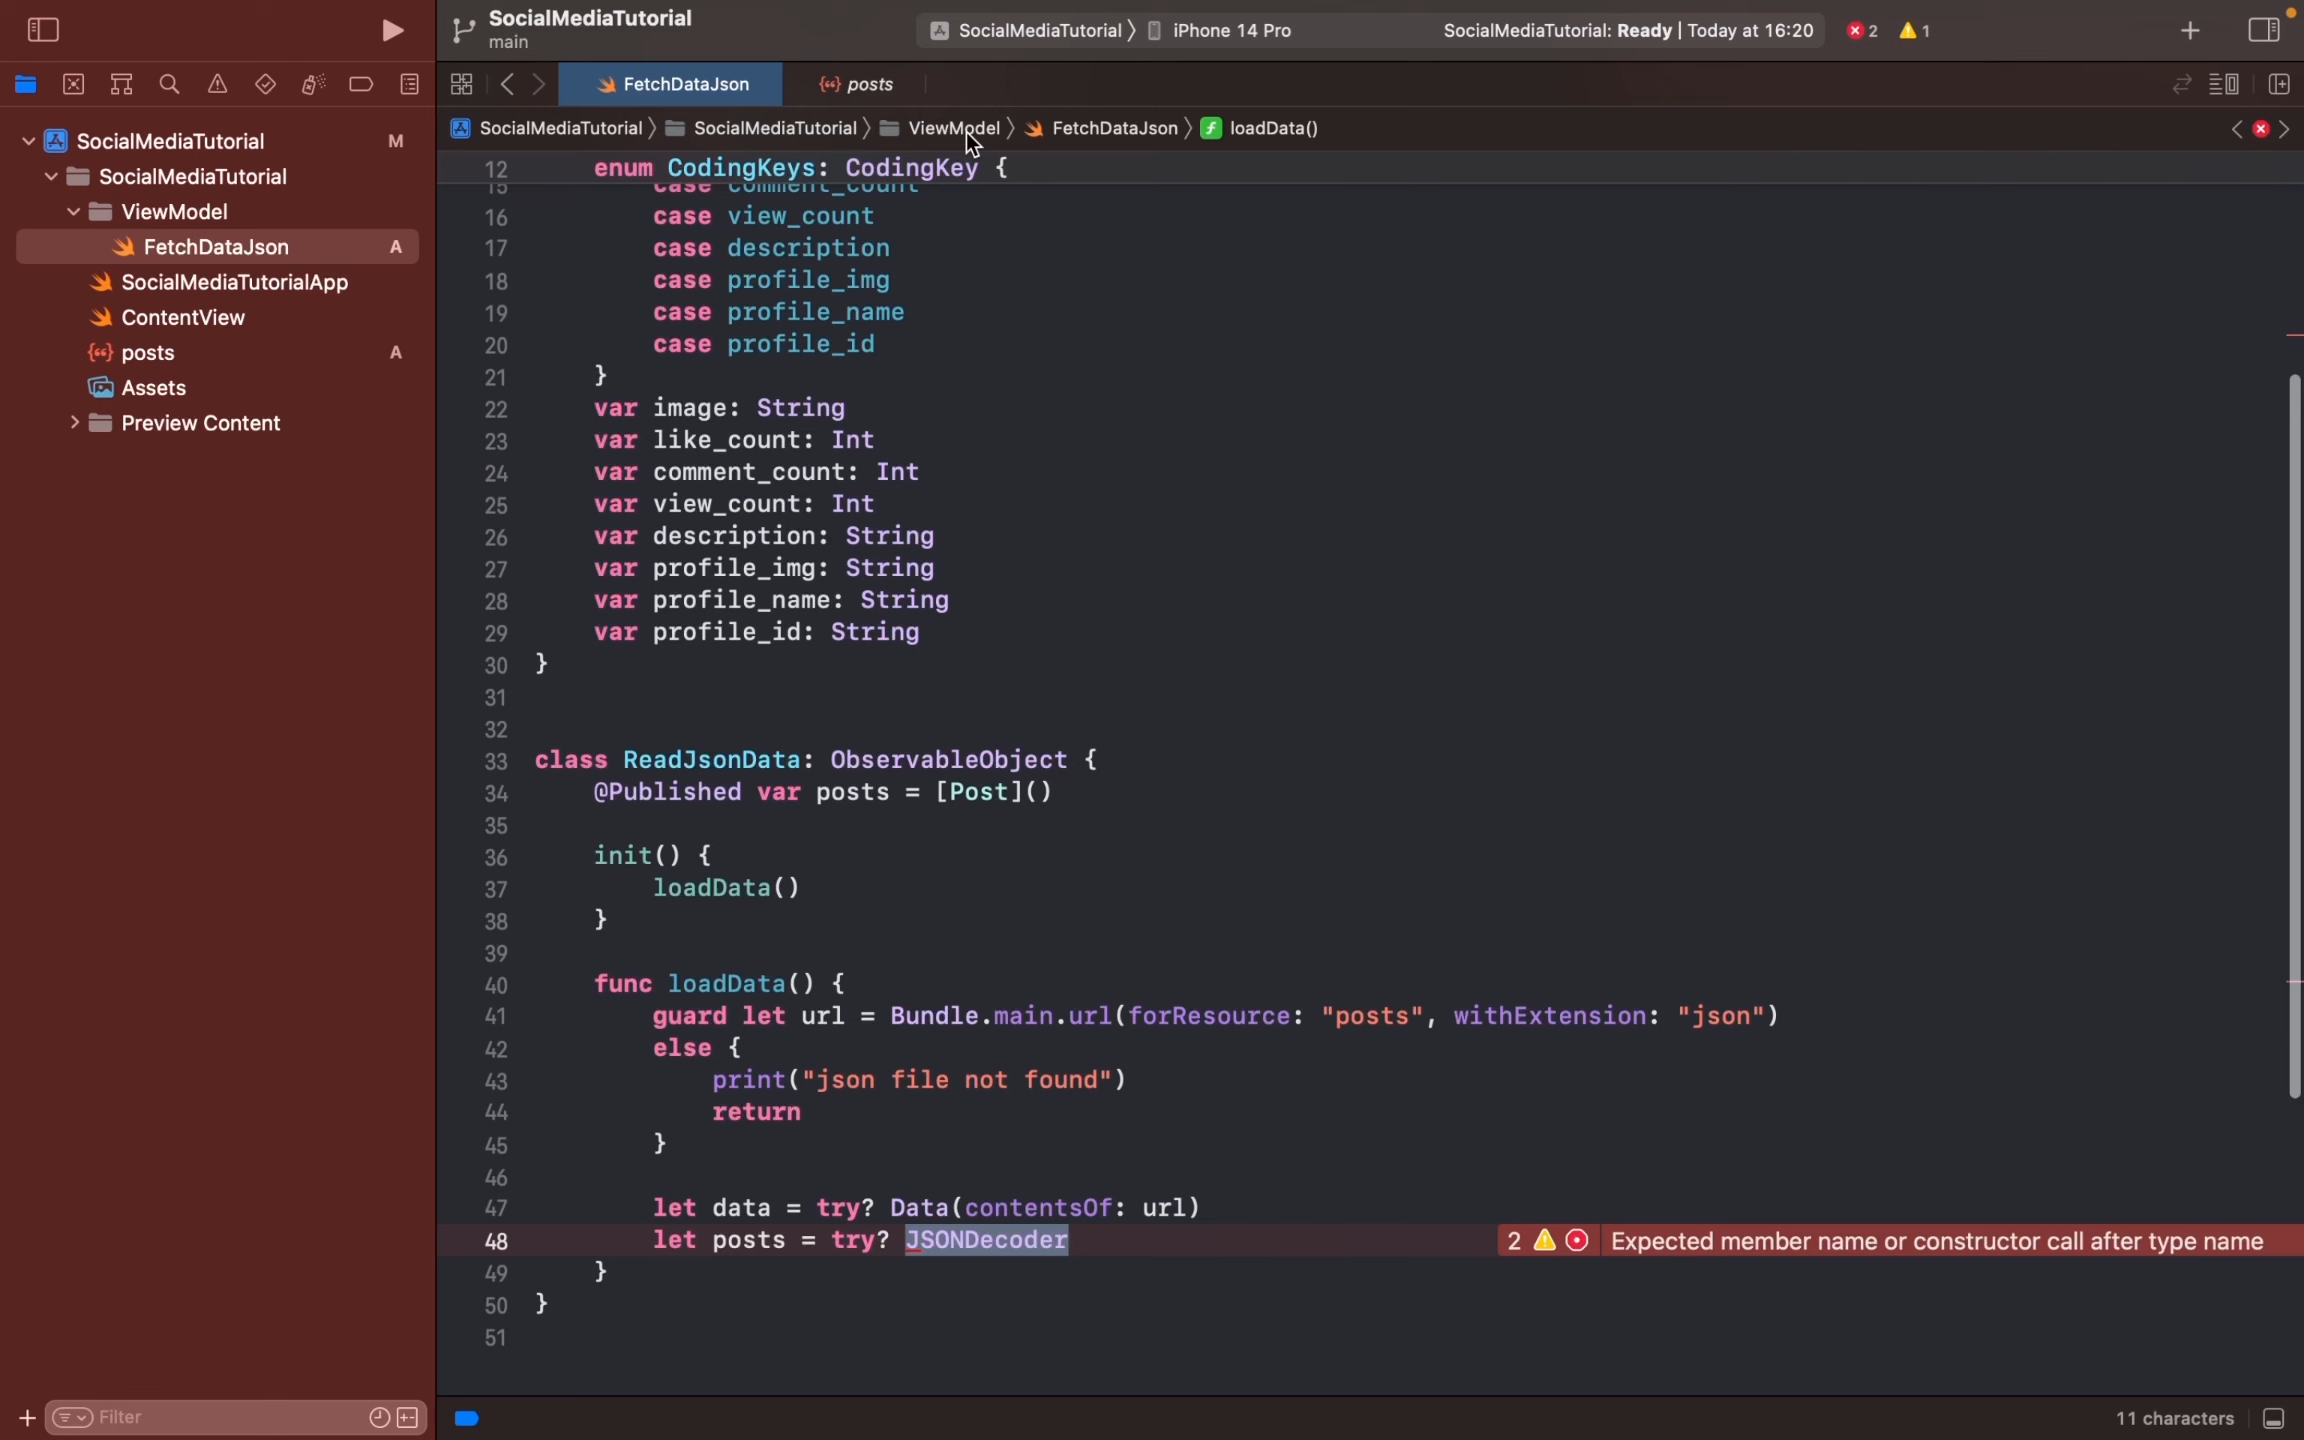 SocialMediaTutorial
main
SocialMediaTutorial 〉 iPhone 14 Pro
SocialMediaTutorial: Ready | Today at 16:20
2
1
FetchDataJson
posts
SocialMediaTutorial 〉 SocialMediaTutorial 〉 ViewModel 〉 FetchDataJson 〉 loadData()
SocialMediaTutorial M
SocialMediaTutorial
ViewModel
FetchDataJson A
SocialMediaTutorialApp
ContentView
posts A
Assets
Preview Content
Filter
12 enum CodingKeys: CodingKey {
15 case comment_count
16 case view_count
17 case description
18 case profile_img
19 case profile_name
20 case profile_id
21 }
22 var image: String
23 var like_count: Int
24 var comment_count: Int
25 var view_count: Int
26 var description: String
27 var profile_img: String
28 var profile_name: String
29 var profile_id: String
30 }
31
32
33 class ReadJsonData: ObservableObject {
34 @Published var posts = [Post]()
35
36 init() {
37 loadData()
38 }
39
40 func loadData() {
41 guard let url = Bundle.main.url(forResource: "posts", withExtension: "json")
42 else {
43 print("json file not found")
44 return
45 }
46
47 let data = try? Data(contentsOf: url)
48 let posts = try? JSONDecoder 2 Expected member name or constructor call after type name
49 }
50 }
51
11 characters